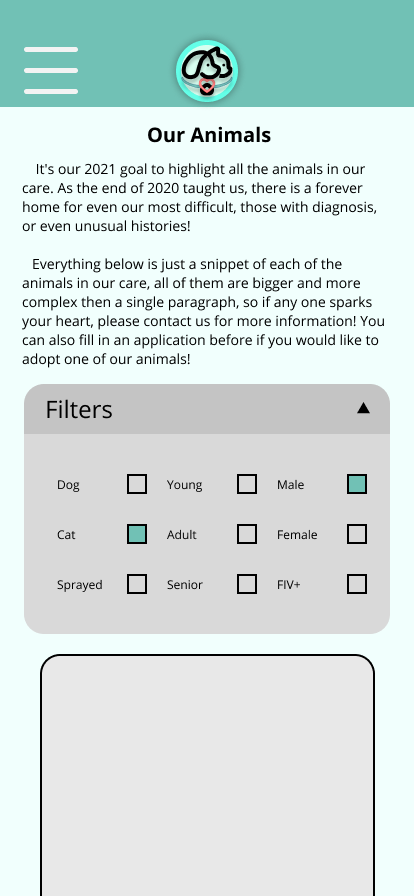 Our Animals
It's our 2021 goal to highlight all the animals in our
care. As the end of 2020 taught us, there is a forever
home for even our most difficult, those with diagnosis,
or even unusual histories!
Everything below is just a snippet of each of the
animals in our care, all of them are bigger and more
complex then a single paragraph, so if any one sparks
your heart, please contact us for more information! You
can also fill in an application before if you would like to
adopt one of our animals!
Filters
Dog Young Male
Cat Adult Female
Sprayed Senior FIV+